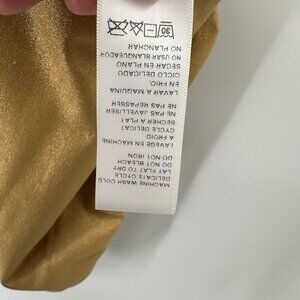 MACHINE WASH COLD
DELICATE CYCLE
LAY FLAT TO DRY
DO NOT BLEACH
DO NOT IRON
LAVEGE EN MACHINE
A FROID
CYCLE DELICAT
SECHER A PLAT
NE PAS JAVELLISER
NE PAS REPASSER
LAVAR A MAQUINA
EN FRIO,
CICLO DELICADO
SECAR EN PLANO
NO USAR BLANQUEADOR
NO PLANCHAR
30